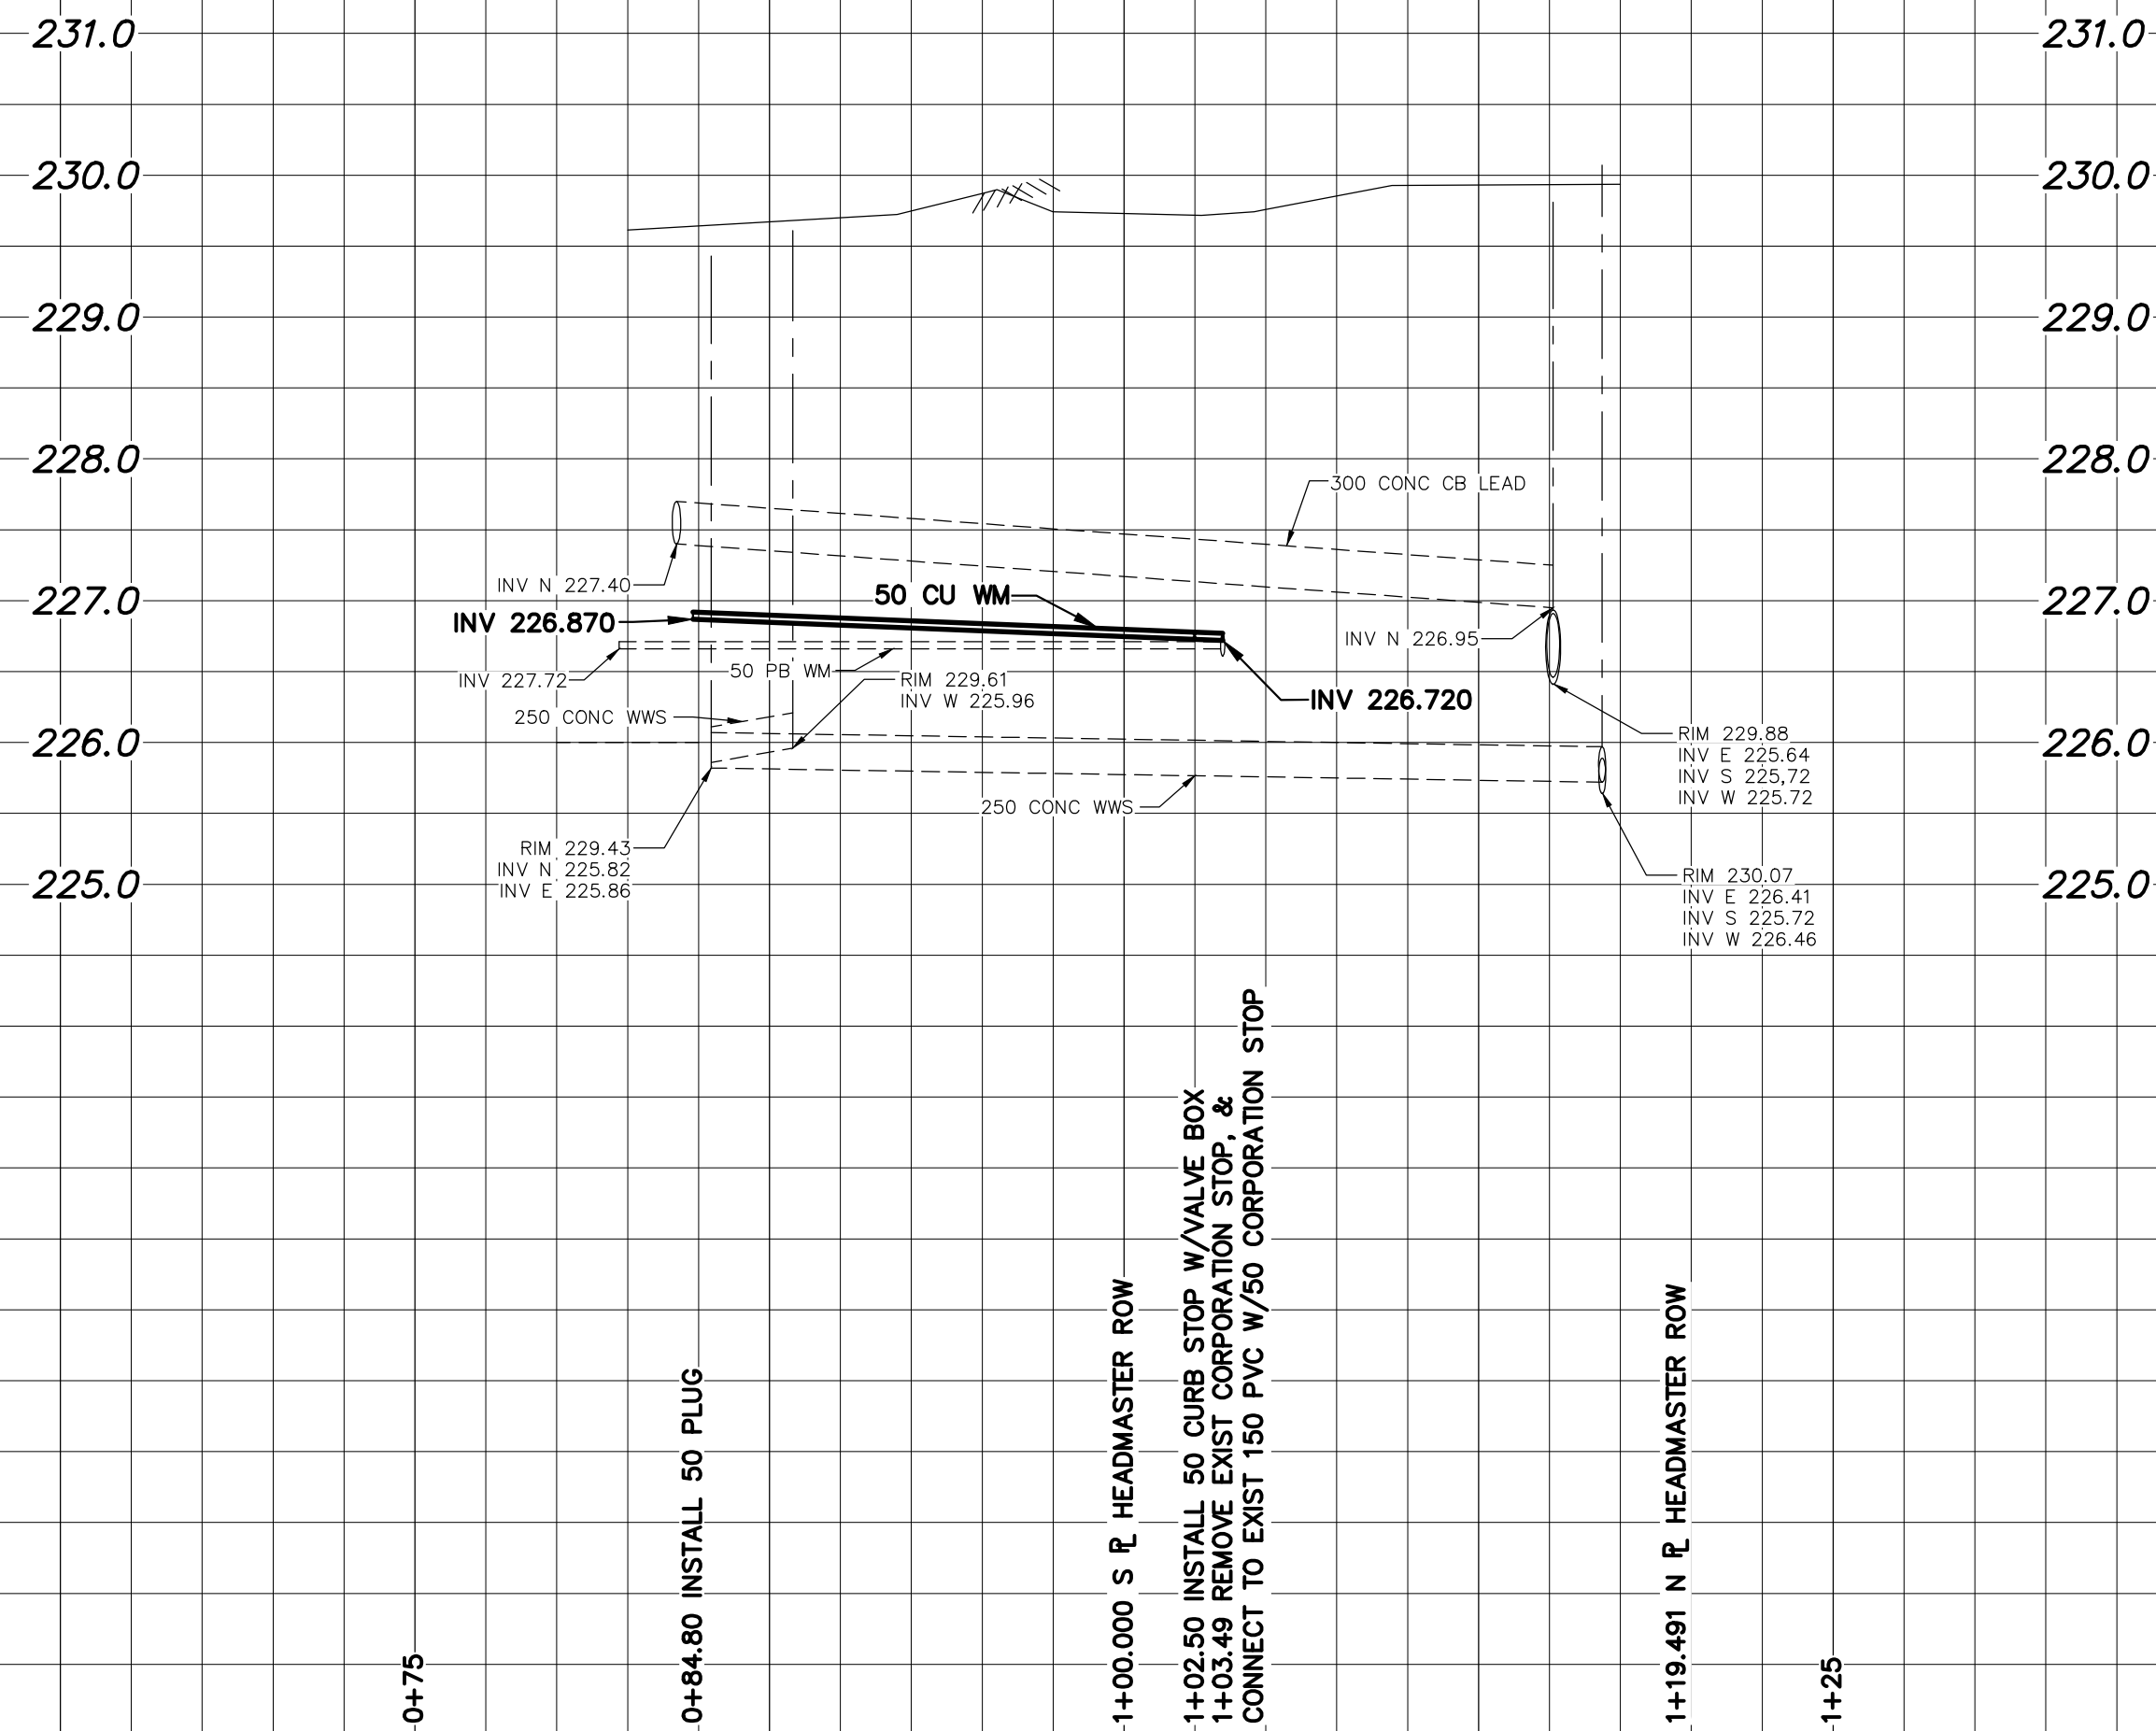 231.0
231.0
230.0
230.0
229.0
229.0
228.0
228.0
300 CONC CB LEAD
INV N 227.40
227.0
50 CU WM
227.0
INV 226.870
INV N 226.95
INV 227.72
50 PB WM
RIM 229.61
INV W 225.96
INV 226.720
250 CONC WWS
226.0
226.0
RIM 229.88
INV E 225.64
INV S 225,72
INV W 225.72
250 CONC WWS
RIM 229.43
INV N 225.82
INV E 225.86
225.0
225.0
RIM 230.07
INV E 226.41
INV S 225.72
INV W 226.46
0+75
0+84.80 INSTALL 50 PLUG
1+00.000 S PL HEADMASTER ROW
1+02.50 INSTALL 50 CURB STOP W/VALVE BOX
1+03.49 REMOVE EXIST CORPORATION STOP, &
CONNECT TO EXIST 150 PVC W/50 CORPORATION STOP
1+19.491 N PL HEADMASTER ROW
1+25